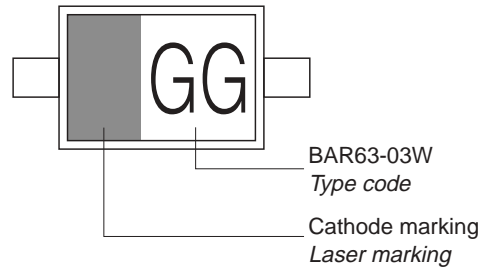 GG
BAR63-03W
Type code
Cathode marking
Laser marking